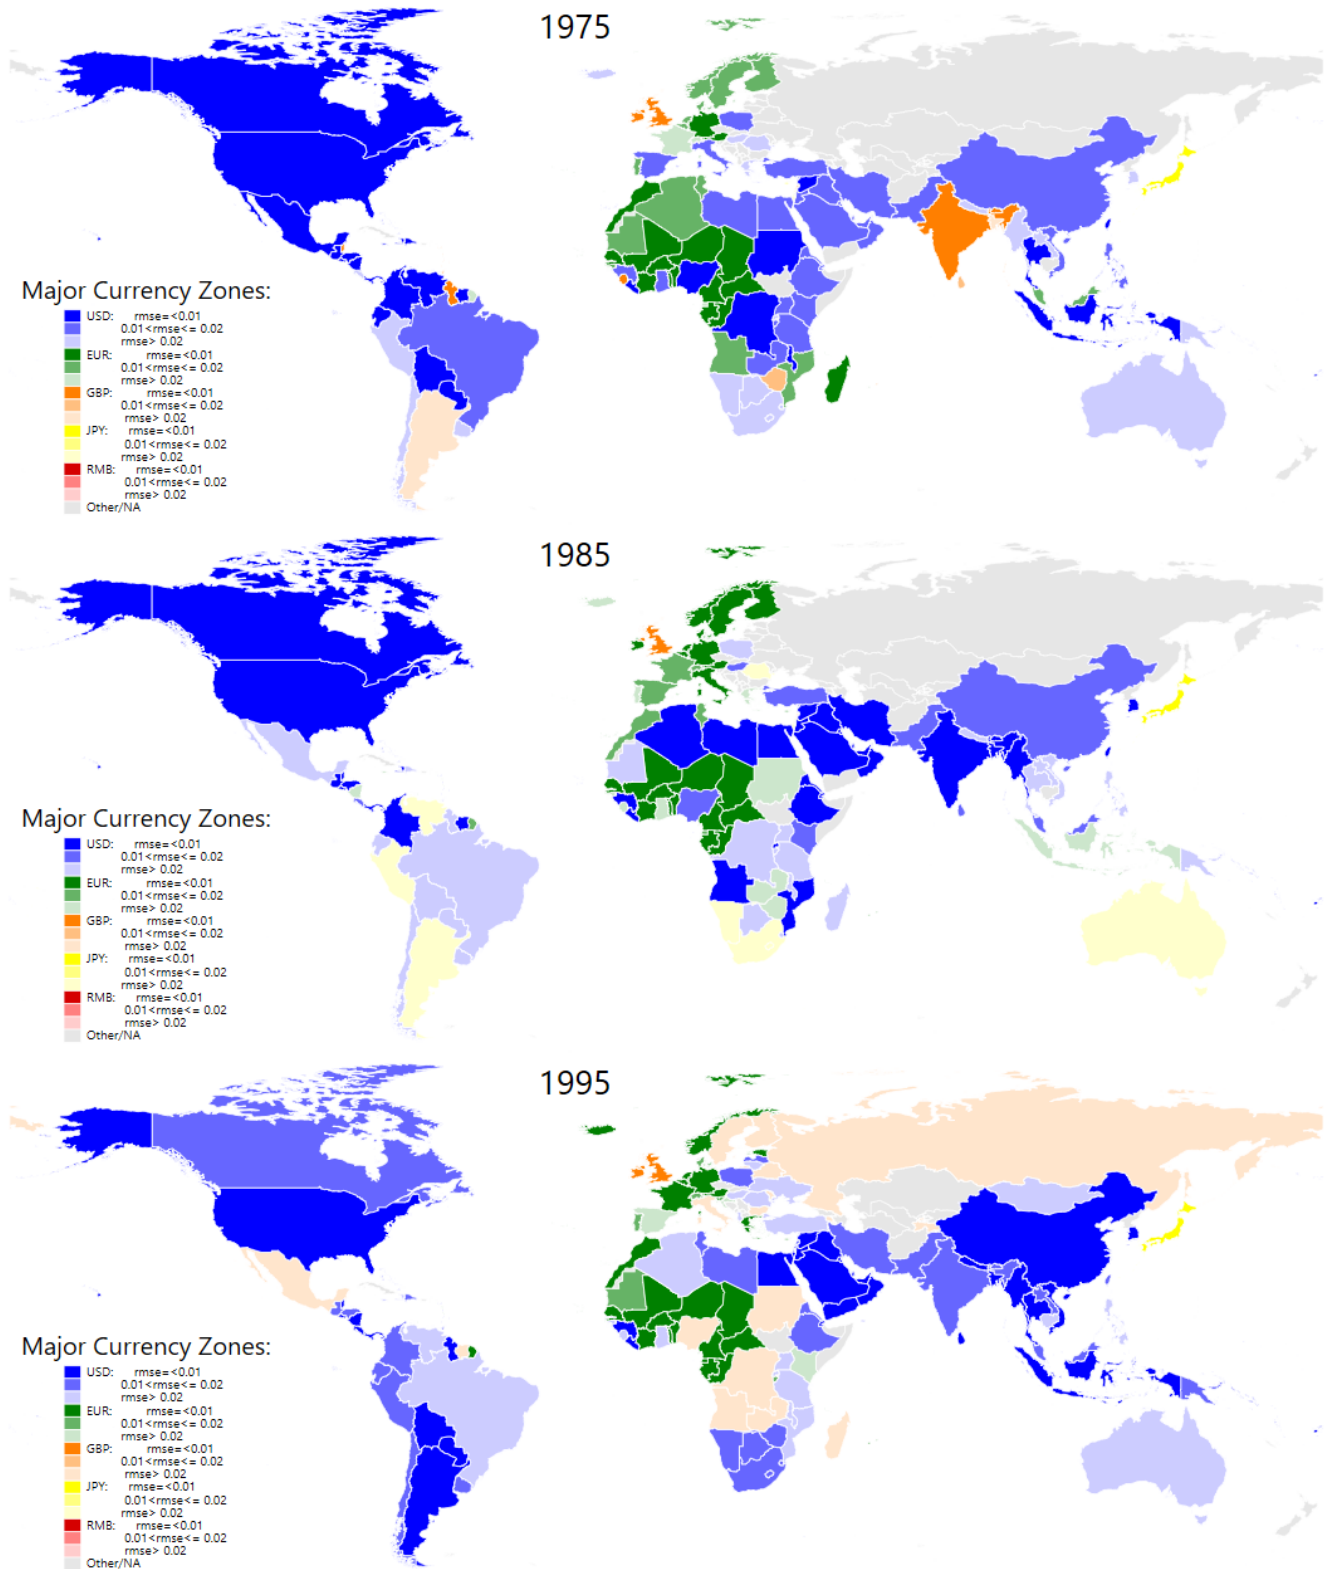 1975
Major Currency Zones:
USD: rmse=<0.01
0.01<rmse<= 0.02
rmse> 0.02
EUR: rmse=<0.01
0.01<rmse<= 0.02
rmse> 0.02
GBP: rmse=<0.01
0.01<rmse<= 0.02
rmse> 0.02
JPY: rmse=<0.01
0.01<rmse<= 0.02
rmse> 0.02
RMB: rmse=<0.01
0.01<rmse<= 0.02
rmse> 0.02
Other/NA
1985
Major Currency Zones:
USD: rmse=<0.01
0.01<rmse<= 0.02
rmse> 0.02
EUR: rmse=<0.01
0.01<rmse<= 0.02
rmse> 0.02
GBP: rmse=<0.01
0.01<rmse<= 0.02
rmse> 0.02
JPY: rmse=<0.01
0.01<rmse<= 0.02
rmse> 0.02
RMB: rmse=<0.01
0.01<rmse<= 0.02
rmse> 0.02
Other/NA
1995
Major Currency Zones:
USD: rmse=<0.01
0.01<rmse<= 0.02
rmse> 0.02
EUR: rmse=<0.01
0.01<rmse<= 0.02
rmse> 0.02
GBP: rmse=<0.01
0.01<rmse<= 0.02
rmse> 0.02
JPY: rmse=<0.01
0.01<rmse<= 0.02
rmse> 0.02
RMB: rmse=<0.01
0.01<rmse<= 0.02
rmse> 0.02
Other/NA